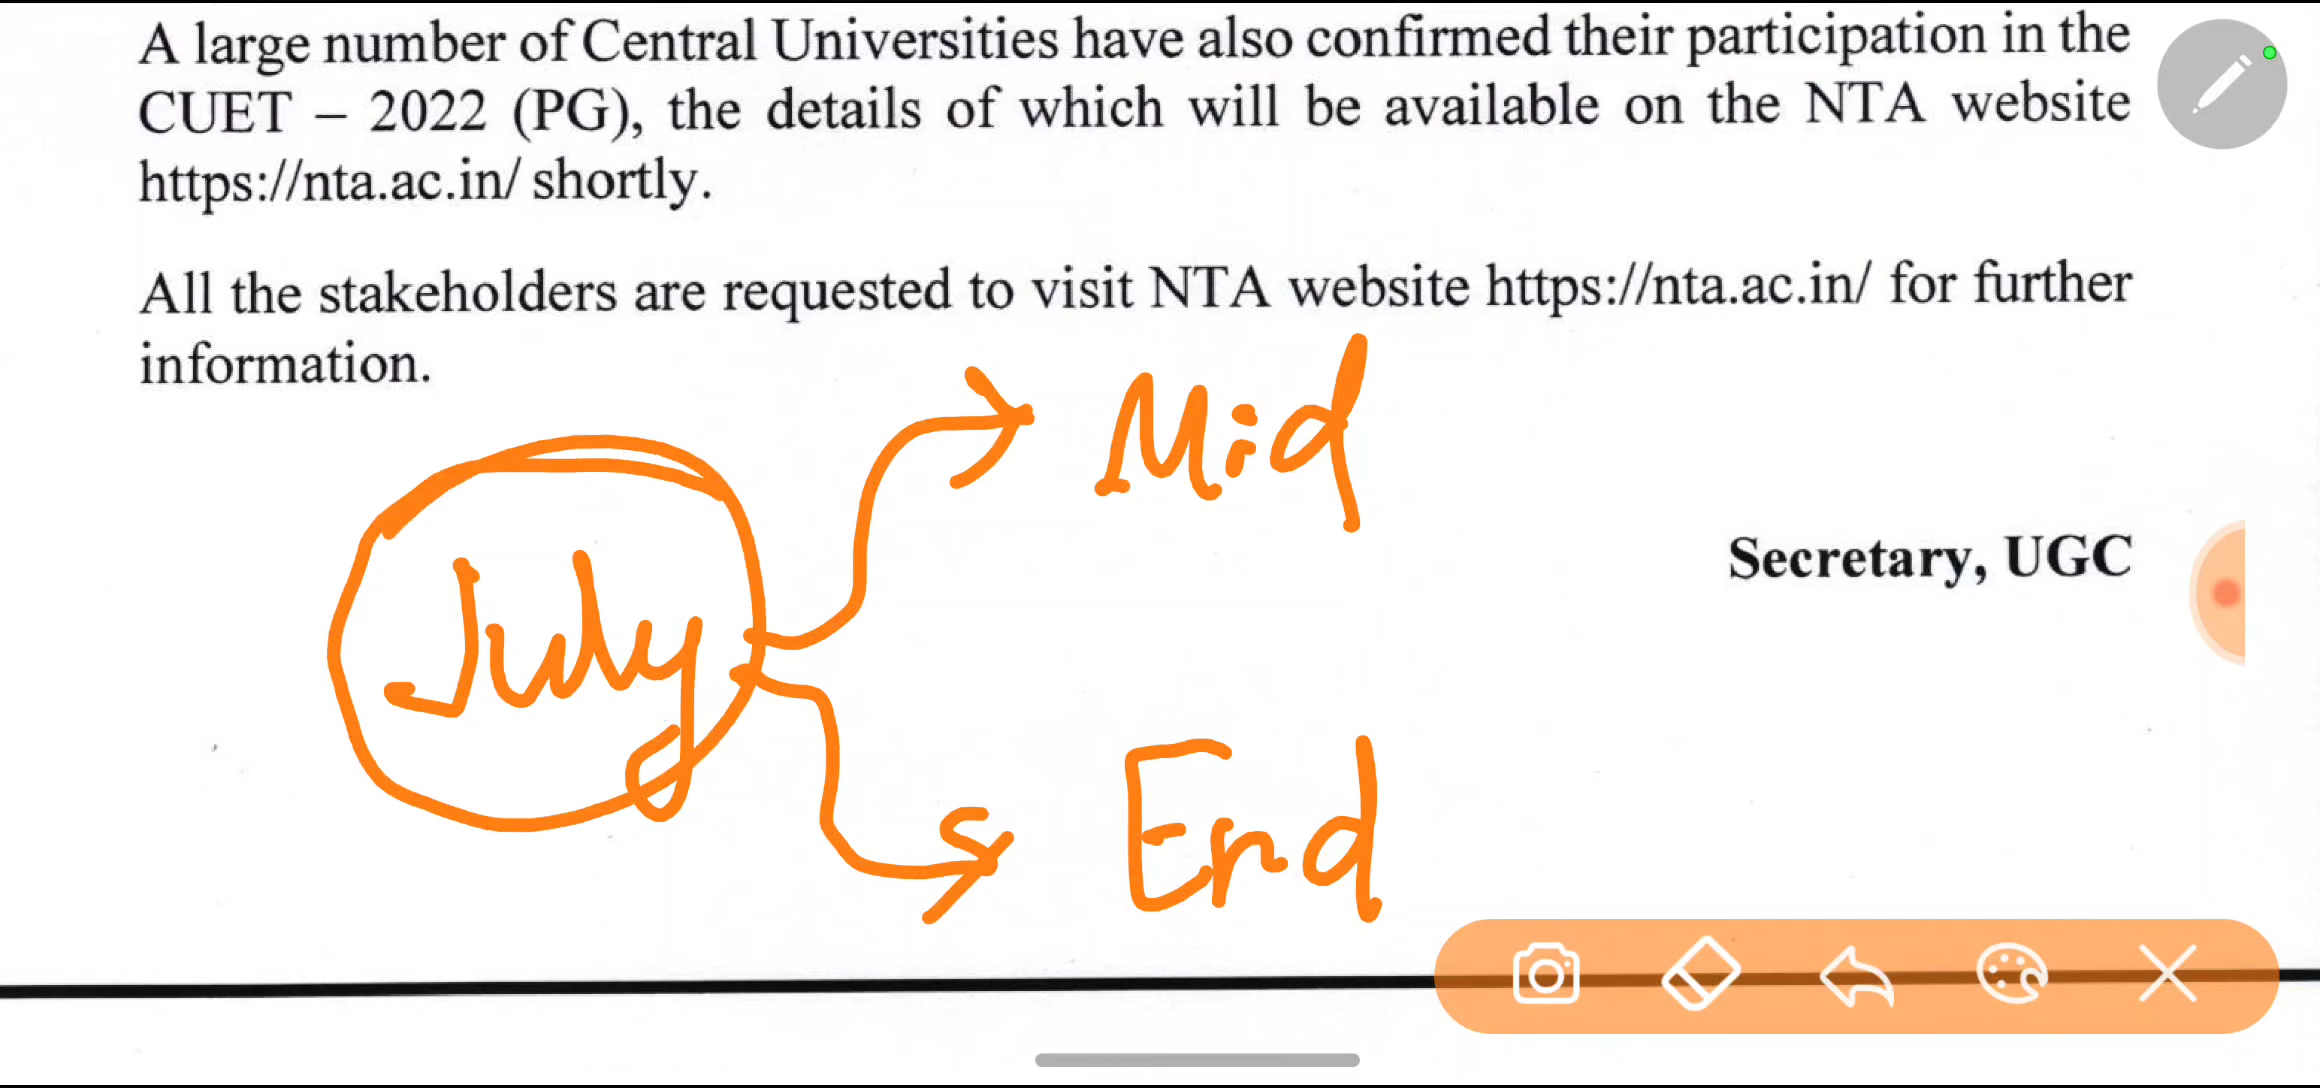 A large number of Central Universities have also confirmed their participation in the
CUET – 2022 (PG), the details of which will be available on the NTA website
https://nta.ac.in/ shortly.
All the stakeholders are requested to visit NTA website https://nta.ac.in/ for further
information.
Mid
Secretary, UGC
July
End